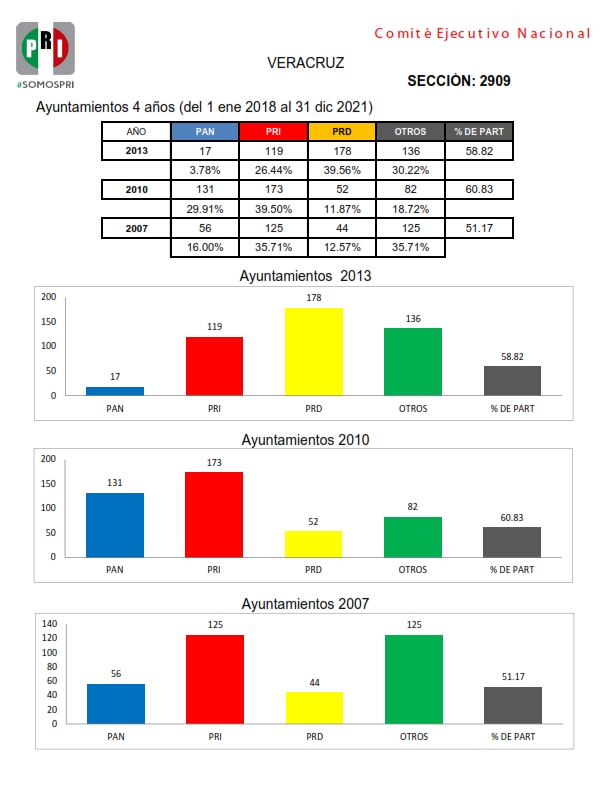 Comité Ejecutivo Nacional
PRI
#SOMOSPRI
VERACRUZ
SECCIÓN: 2909
Ayuntamientos 4 años (del 1 ene 2018 al 31 dic 2021)
AÑO PAN PRI PRD OTROS % DE PART
2013 17 119 178 136 58.82
3.78% 26.44% 39.56% 30.22%
2010 131 173 52 82 60.83
29.91% 39.50% 11.87% 18.72%
2007 56 125 44 125 51.17
16.00% 35.71% 12.57% 35.71%
Ayuntamientos 2013
200
150
100
50
0
17 119 178 136 58.82
PAN PRI PRD OTROS % DE PART
Ayuntamientos 2010
200
150
100
50
0
131 173 52 82 60.83
PAN PRI PRD OTROS % DE PART
Ayuntamientos 2007
140
120
100
80
60
40
20
0
56 125 44 125 51.17
PAN PRI PRD OTROS % DE PART